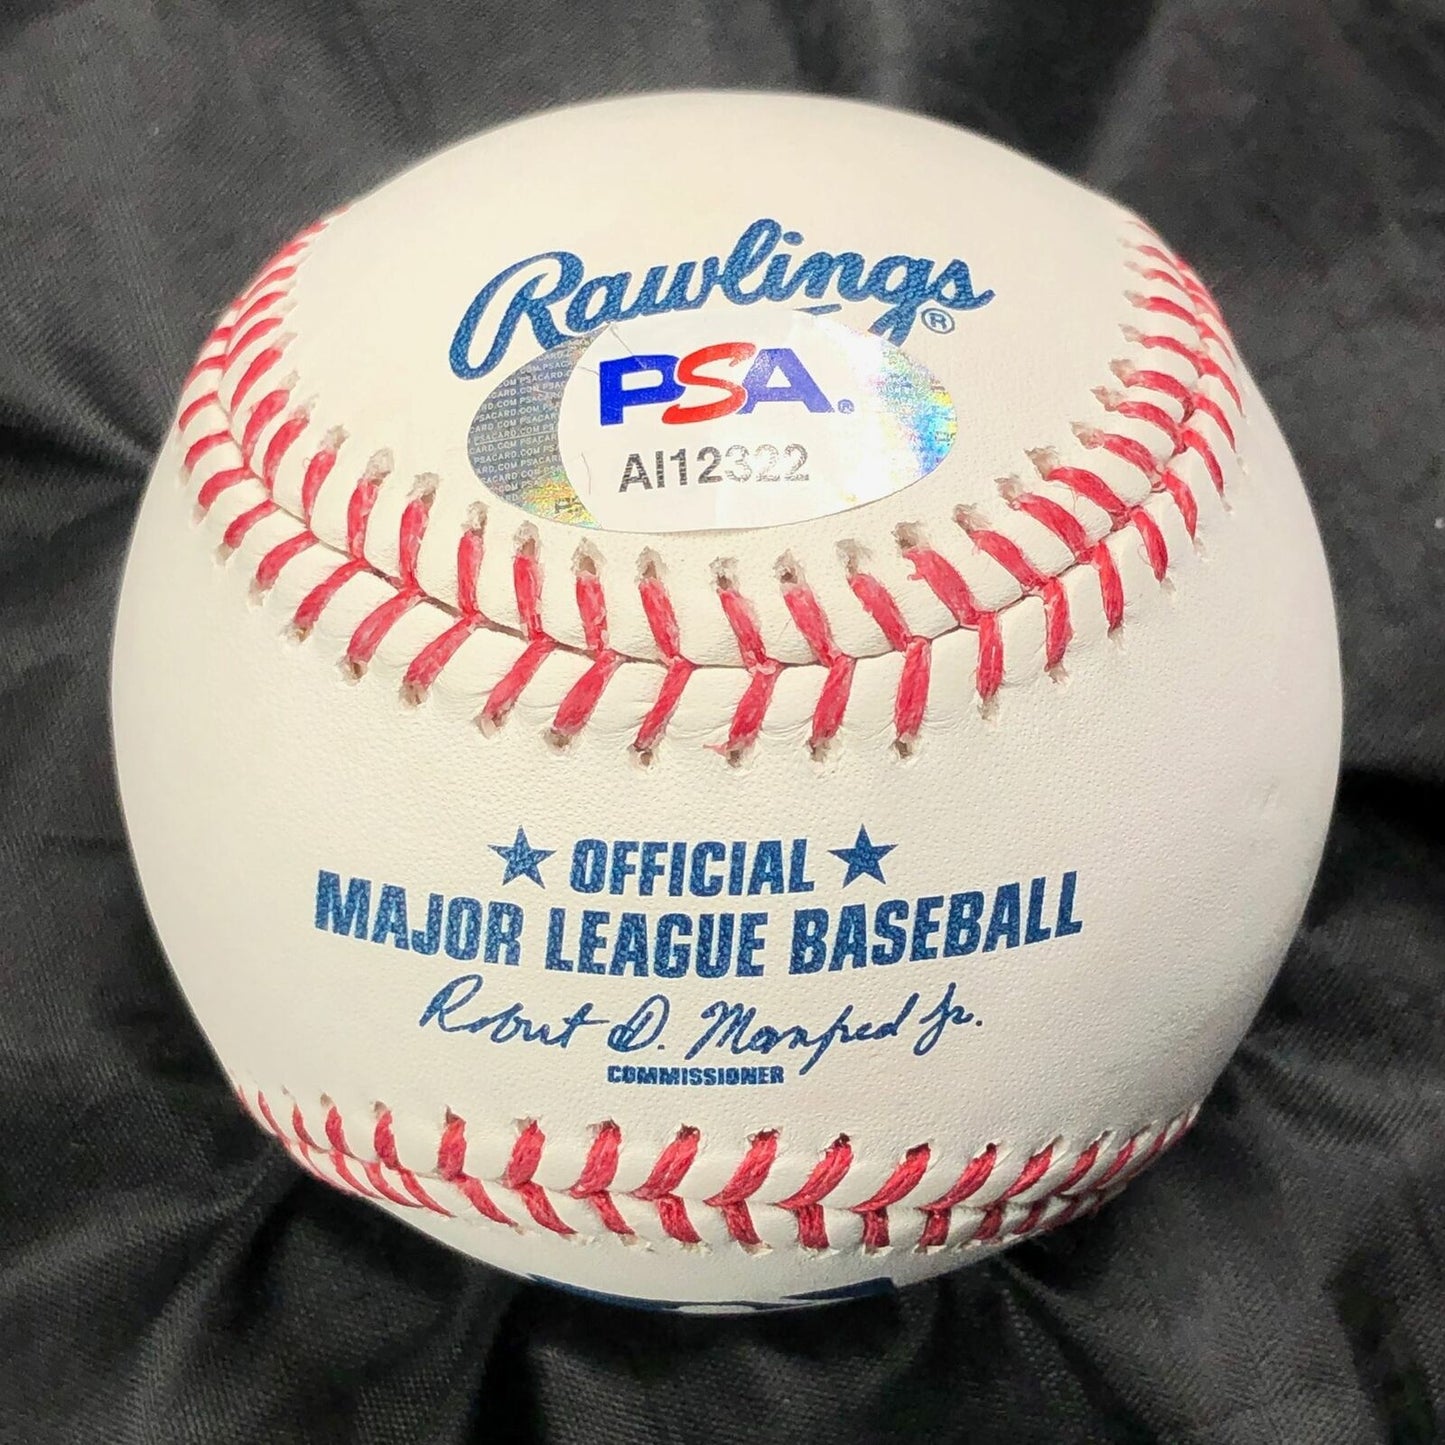 Rawlings®
PSA®
AI12322
★ OFFICIAL ★
MAJOR LEAGUE BASEBALL
Robert D. Manfred Jr.
COMMISSIONER